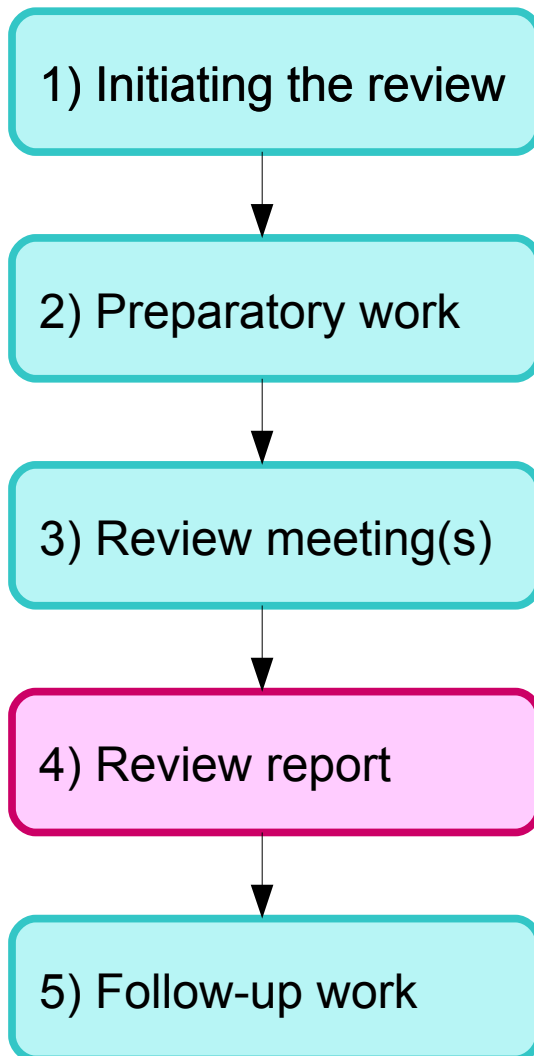 1) Initiating the review
2) Preparatory work
3) Review meeting(s)
4) Review report
5) Follow-up work